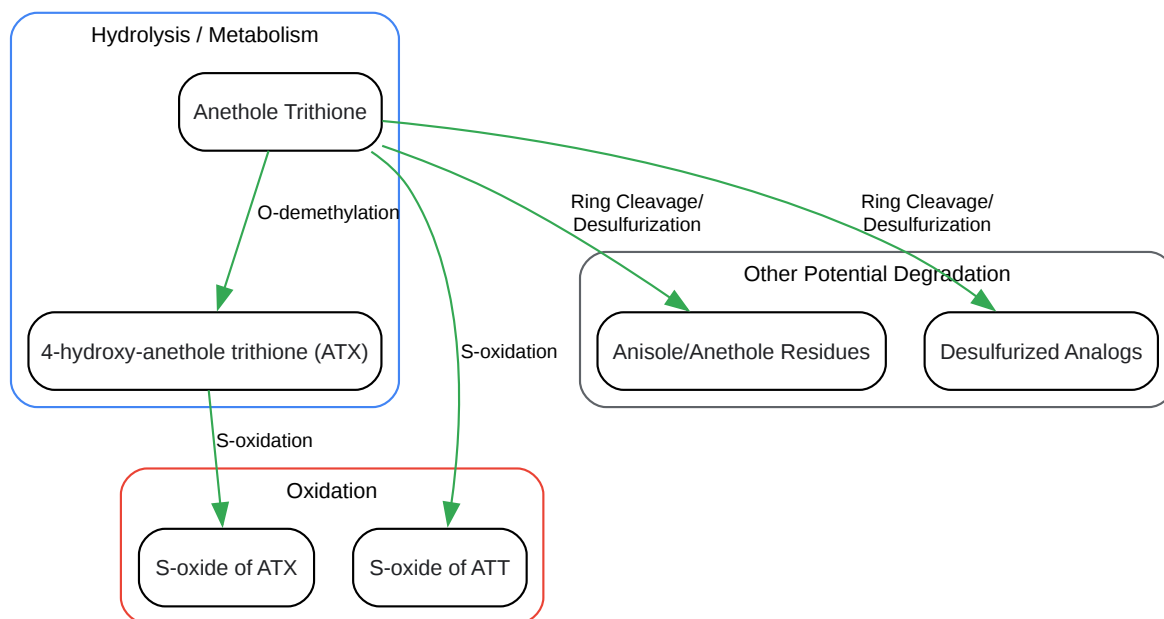 Hydrolysis / Metabolism
Anethole Trithione
O-demethylation
Ring Cleavage/
Desulfurization
Ring Cleavage/
Desulfurization
Other Potential Degradation
4-hydroxy-anethole trithione (ATX)
S-oxidation
Anisole/Anethole Residues
Desulfurized Analogs
S-oxidation
Oxidation
S-oxide of ATX
S-oxide of ATT